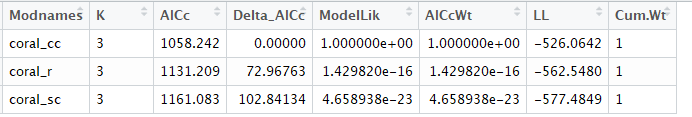 Modnames K AICc Delta_AICc ModelLik AICcWt LL Cum.Wt
coral_cc 3 1058.242 0.00000 1.000000e+00 1.000000e+00 -526.0642 1
coral_r 3 1131.209 72.96763 1.429820e-16 1.429820e-16 -562.5480 1
coral_sc 3 1161.083 102.84134 4.658938e-23 4.658938e-23 -577.4849 1